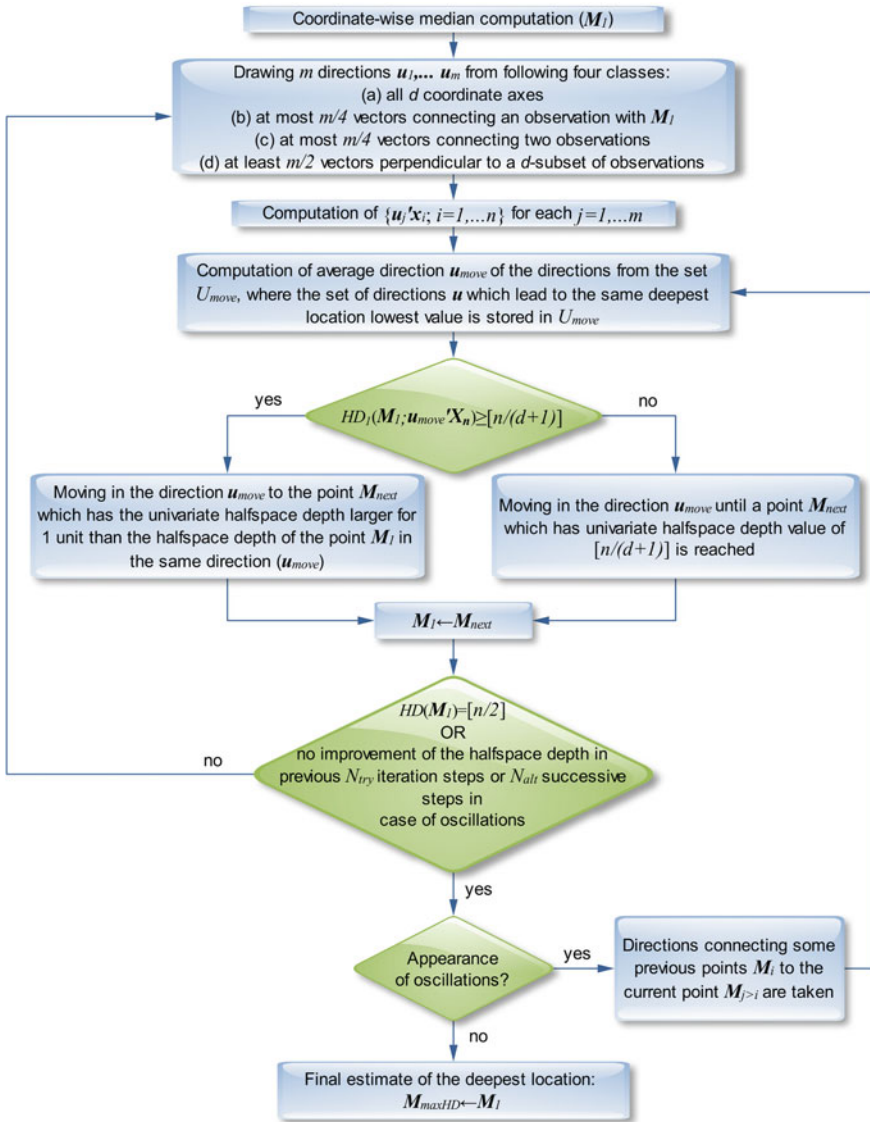 Coordinate-wise median computation (M1)
Drawing m directions u1,... um from following four classes:
(a) all d coordinate axes
(b) at most m/4 vectors connecting an observation with M1
(c) at most m/4 vectors connecting two observations
(d) at least m/2 vectors perpendicular to a d-subset of observations
Computation of {uj'xi; i=1,...n} for each j=1,...m
Computation of average direction umove of the directions from the set
Umove, where the set of directions u which lead to the same deepest
location lowest value is stored in Umove
yes
HD1(M1;umove'Xn)≥[n/(d+1)]
no
Moving in the direction umove to the point Mnext
which has the univariate halfspace depth larger for
1 unit than the halfspace depth of the point M1 in
the same direction (umove)
Moving in the direction umove until a point Mnext
which has univariate halfspace depth value of
[n/(d+1)] is reached
M1←Mnext
HD(M1)=[n/2]
OR
no improvement of the halfspace depth in
previous Ntry iteration steps or Nalt successive
steps in
case of oscillations
no
yes
Appearance
of oscillations?
yes
Directions connecting some
previous points Mi to the
current point Mj>i are taken
no
Final estimate of the deepest location:
MmaxHD←M1